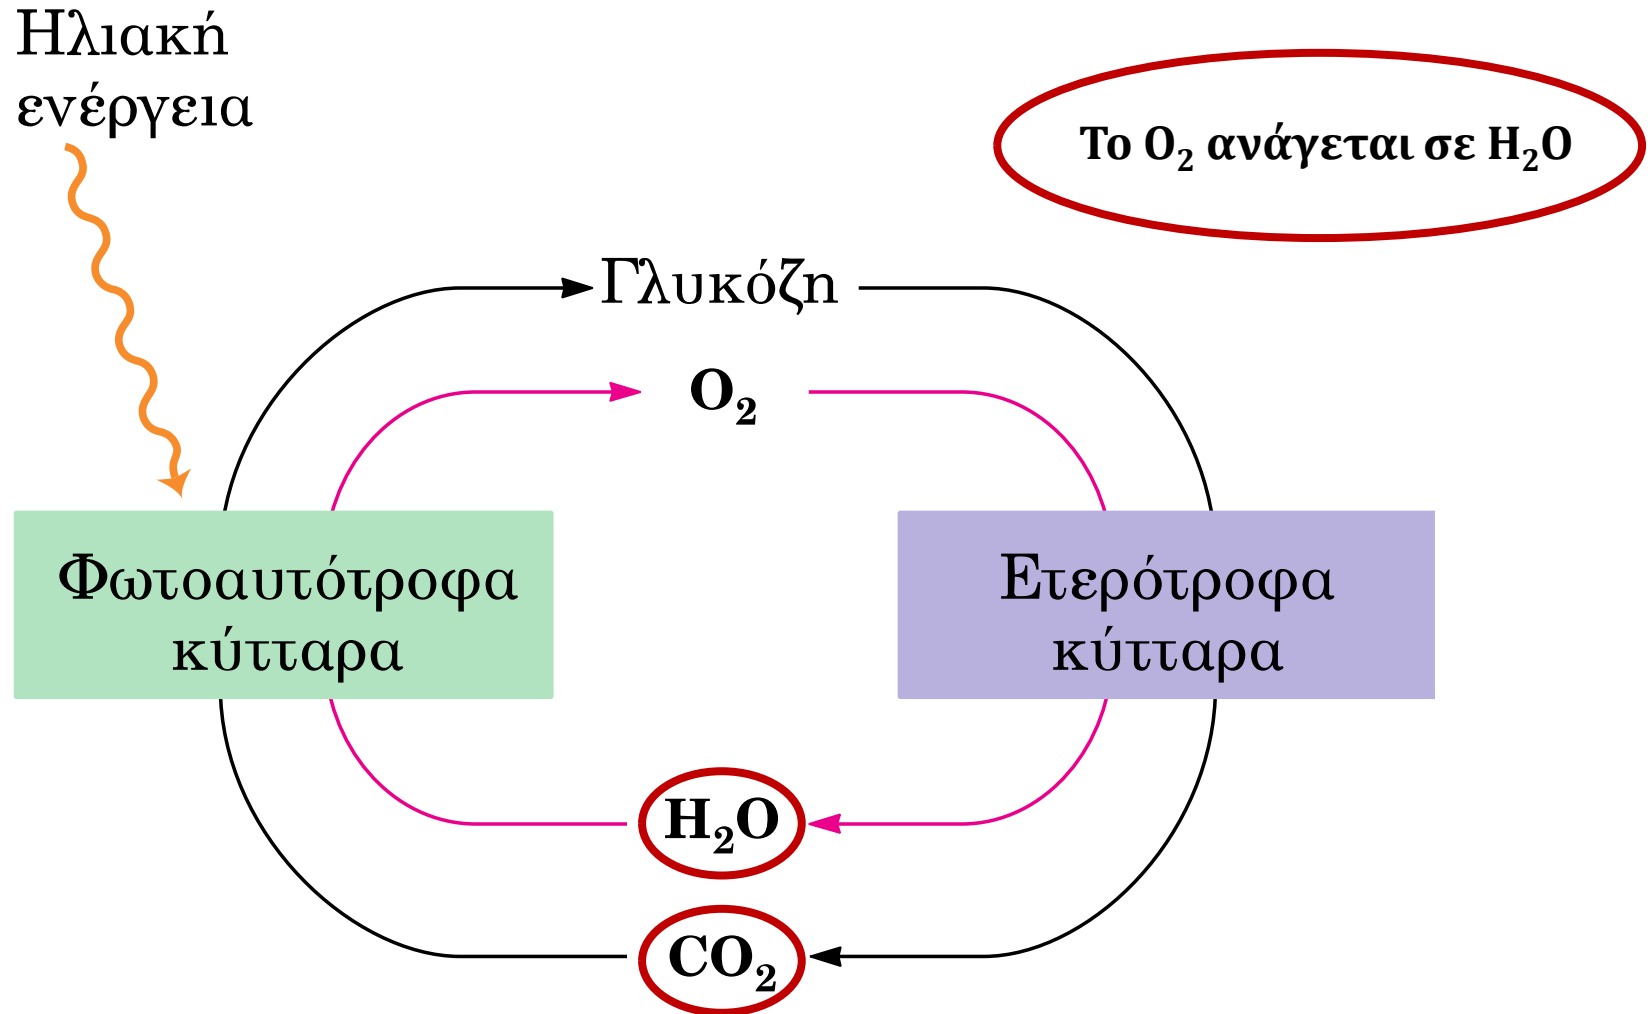 Ηλιακή
ενέργεια
Το O₂ ανάγεται σε H₂O
Γλυκόζη
O₂
Φωτοαυτότροφα
κύτταρα
Ετερότροφα
κύτταρα
H₂O
CO₂